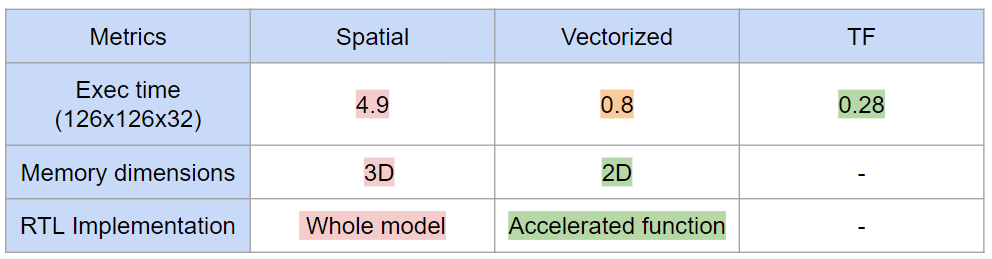 Metrics Spatial Vectorized TF
Exec time
(126x126x32) 4.9 0.8 0.28
Memory dimensions 3D 2D -
RTL Implementation Whole model Accelerated function -